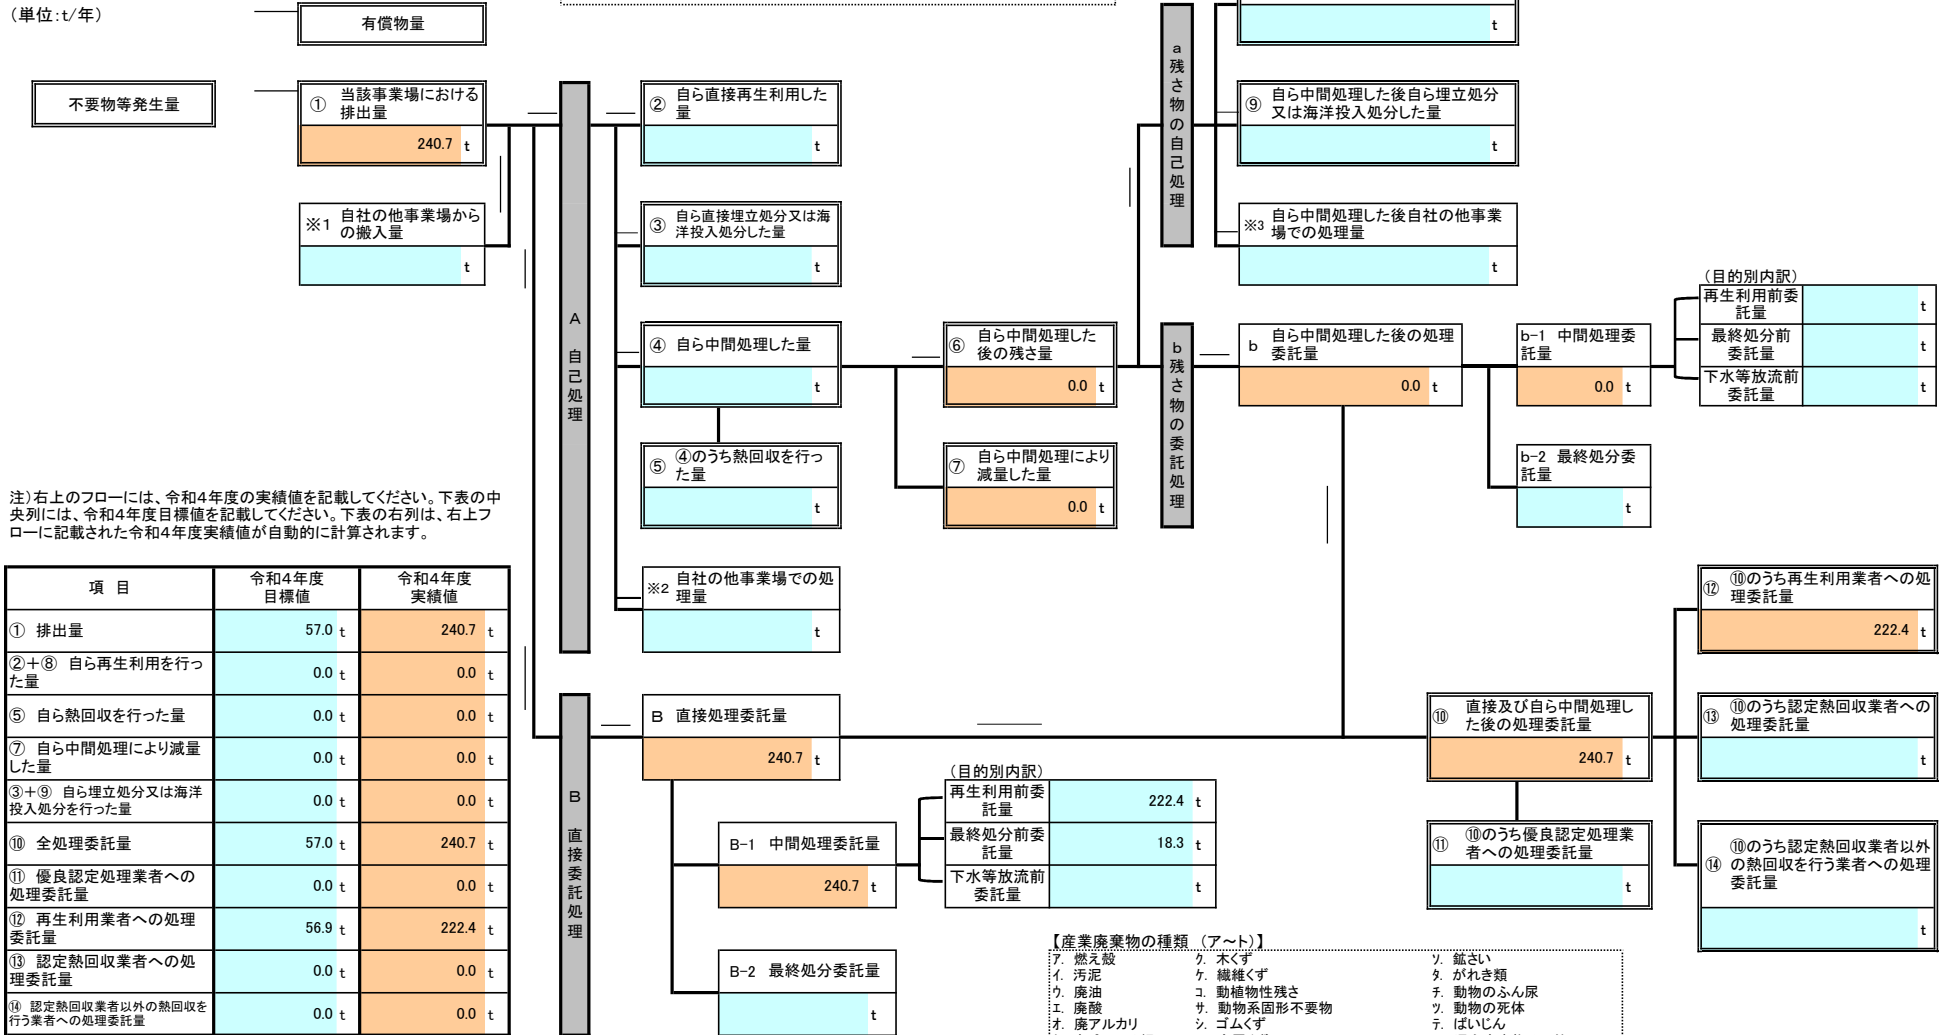 (単位:t/年)
有償物量
t
不要物等発生量
① 当該事業場における
排出量
240.7 t
② 自ら直接再生利用した
量
t
a 残さ物の自己処理
⑨ 自ら中間処理した後自ら埋立処分
又は海洋投入処分した量
t
※1 自社の他事業場から
の搬入量
t
③ 自ら直接埋立処分又は海
洋投入処分した量
t
※3 自ら中間処理した後自社の他事業
場での処理量
t
A 自己処理
④ 自ら中間処理した量
t
⑥ 自ら中間処理した
後の残さ量
0.0 t
b 残さ物の委託処理
b 自ら中間処理した後の処理
委託量
0.0 t
b-1 中間処理委
託量
0.0 t
(目的別内訳)
再生利用前委
託量
t
最終処分前
委託量
t
下水等放流前
委託量
t
⑤ ④のうち熱回収を行っ
た量
t
⑦ 自ら中間処理により
減量した量
0.0 t
b-2 最終処分委
託量
t
注)右上のフローには、令和4年度の実績値を記載してください。下表の中
央列には、令和4年度目標値を記載してください。下表の右列は、右上フ
ローに記載された令和4年度実績値が自動的に計算されます。
※2 自社の他事業場での処
理量
t
項 目 令和4年度
目標値 令和4年度
実績値
① 排出量 57.0 t 240.7 t
②+⑧ 自ら再生利用を行っ
た量 0.0 t 0.0 t
⑤ 自ら熱回収を行った量 0.0 t 0.0 t
⑦ 自ら中間処理により減量
した量 0.0 t 0.0 t
③+⑨ 自ら埋立処分又は海洋
投入処分を行った量 0.0 t 0.0 t
⑩ 全処理委託量 57.0 t 240.7 t
⑪ 優良認定処理業者への
処理委託量 0.0 t 0.0 t
⑫ 再生利用業者への処理
委託量 56.9 t 222.4 t
⑬ 認定熱回収業者への処
理委託量 0.0 t 0.0 t
⑭ 認定熱回収業者以外の熱回収を
行う業者への処理委託量 0.0 t 0.0 t
B 直接委託処理
B 直接処理委託量
240.7 t
B-1 中間処理委託量
240.7 t
(目的別内訳)
再生利用前委
託量
222.4 t
最終処分前委
託量
18.3 t
下水等放流前
委託量
t
B-2 最終処分委託量
t
⑩ 直接及び自ら中間処理し
た後の処理委託量
240.7 t
⑪ ⑩のうち優良認定処理業
者への処理委託量
t
⑫ ⑩のうち再生利用業者への処
理委託量
222.4 t
⑬ ⑩のうち認定熱回収業者への
処理委託量
t
⑭ ⑩のうち認定熱回収業者以外
の熱回収を行う業者への処理
委託量
t
【産業廃棄物の種類 (ア~ト)】
ア. 燃え殻 ク. 木くず ソ. 鉱さい
イ. 汚泥 ケ. 繊維くず タ. がれき類
ウ. 廃油 コ. 動植物性残さ チ. 動物のふん尿
エ. 廃酸 サ. 動物系固形不要物 ツ. 動物の死体
オ. 廃アルカリ シ. ゴムくず テ. ばいじん